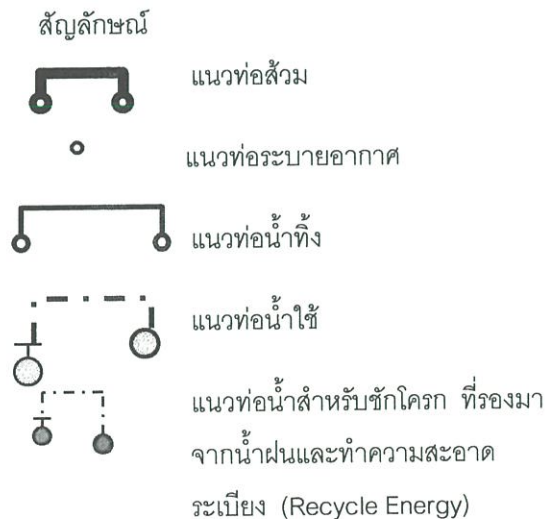 สัญลักษณ์
แนวท่อส้วม
แนวท่อระบายอากาศ
แนวท่อน้ำทิ้ง
แนวท่อน้ำใช้
แนวท่อน้ำสำหรับชักโครก ที่รองมา
จากน้ำฝนและทำความสะอาด
ระเบียง (Recycle Energy)